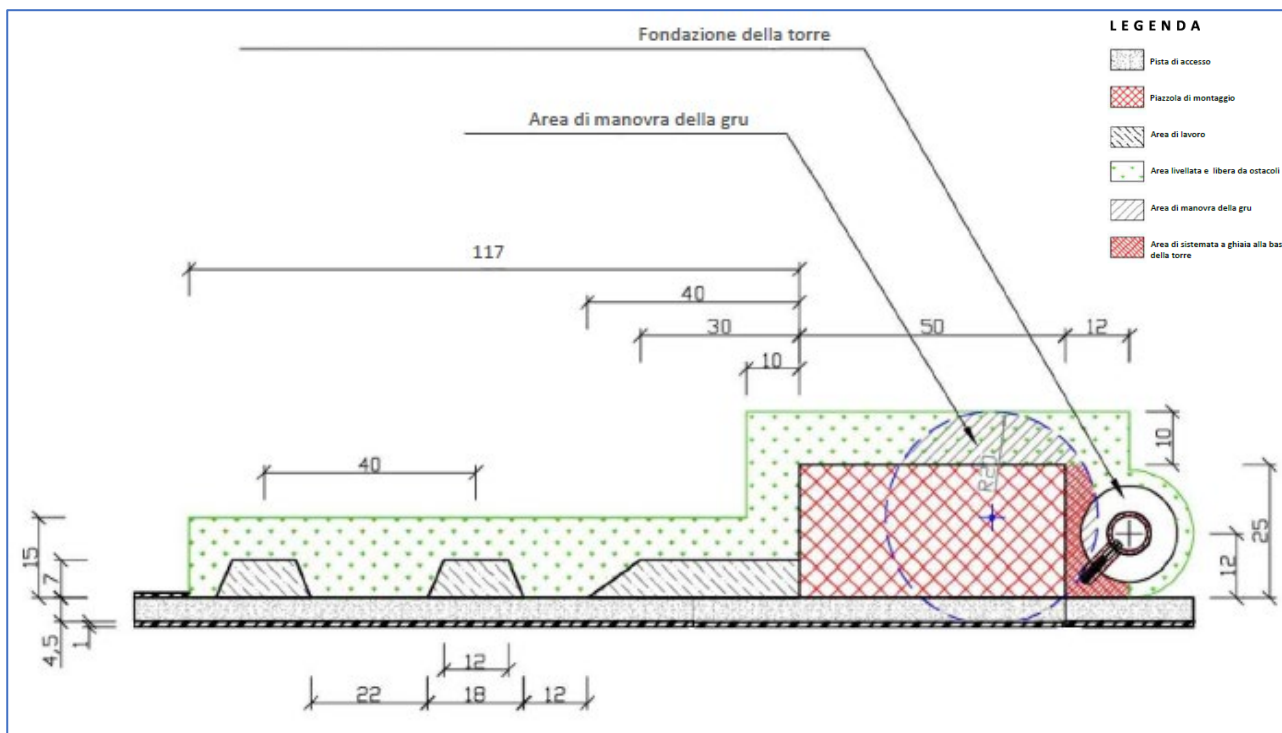 Fondazione della torre
Area di manovra della gru
LEGENDA
Pista di accesso
Piazzola di montaggio
Area di lavoro
Area livellata e libera da ostacoli
Area di manovra della gru
Area di sistemata a ghiaia alla bas
della torre
117
40
30
50
12
10
10
40
15
7
25
12
4,5
1
12
22
18
12